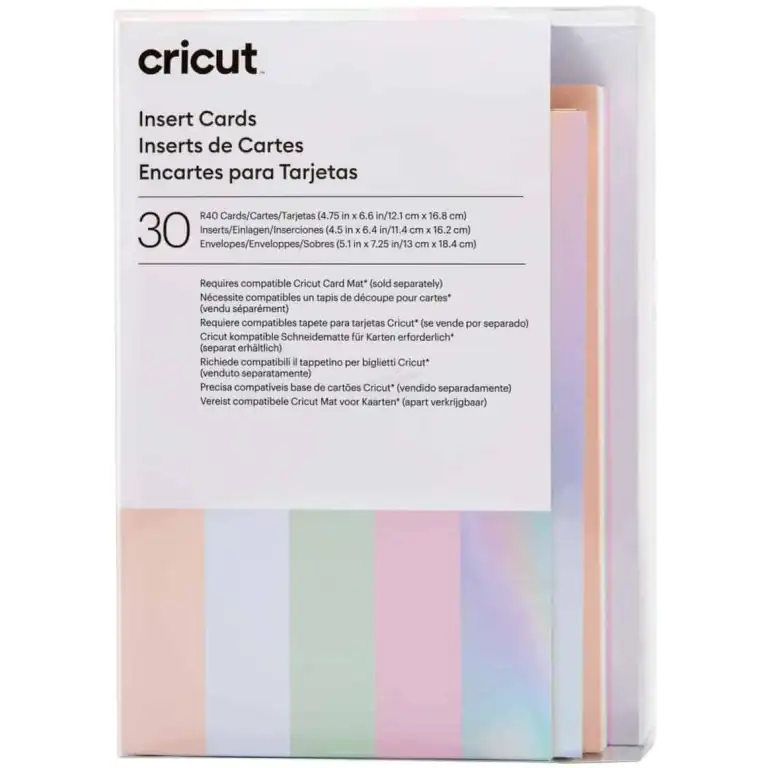 cricut™
Insert Cards
Inserts de Cartes
Encartes para Tarjetas
30
R40 Cards/Cartes/Tarjetas (4.75 in x 6.6 in/12.1 cm x 16.8 cm)
Inserts/Einlagen/Inserciones (4.5 in x 6.4 in/11.4 cm x 16.2 cm)
Envelopes/Enveloppes/Sobres (5.1 in x 7.25 in/13 cm x 18.4 cm)
Requires compatible Cricut Card Mat* (sold separately)
Nécessite compatibles un tapis de découpe pour cartes*
(vendu séparément)
Requiere compatibles tapete para tarjetas Cricut* (se vende por separado)
Cricut kompatible Schneidematte für Karten erforderlich*
(separat erhältlich)
Richiede compatibili il tappetino per biglietti Cricut*
(venduto separatamente)
Precisa compatíveis base de cartões Cricut* (vendido separadamente)
Vereist compatibele Cricut Mat voor Kaarten* (apart verkrijgbaar)